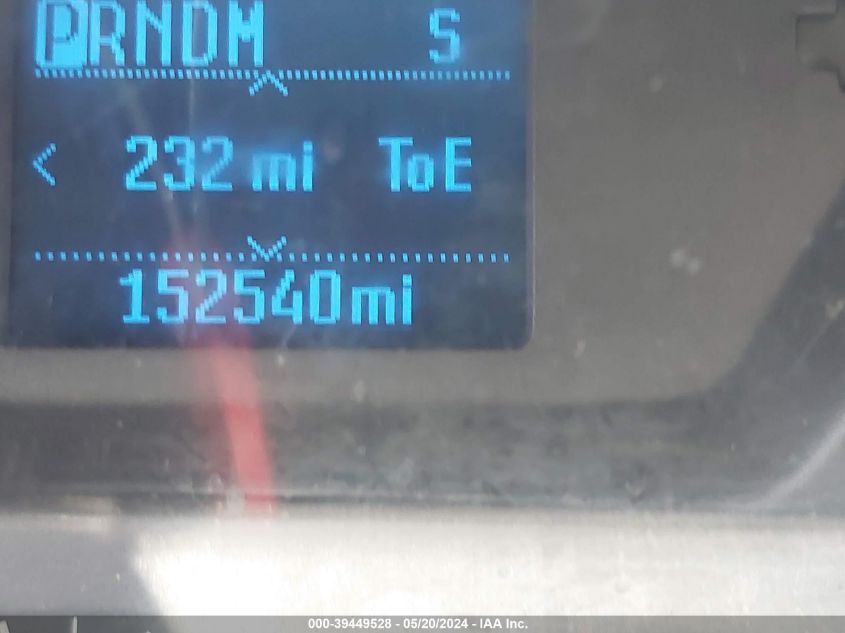 PRNDM S
< 232 mi ToE
152540mi
000-39449528 - 05/20/2024 - IAA Inc.